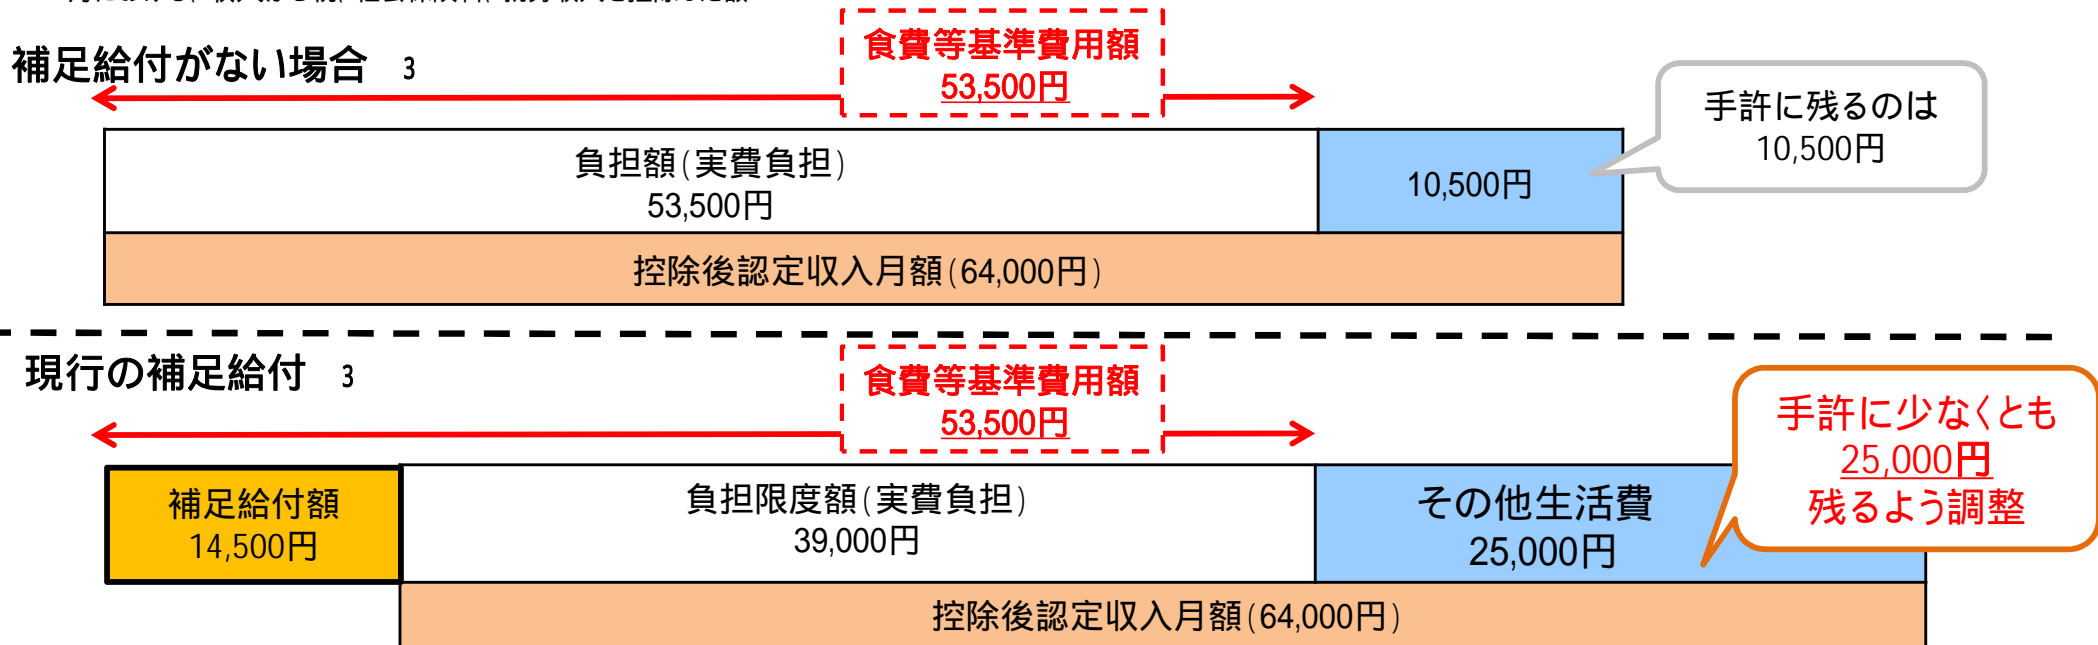 補足給付がない場合 3
食費等基準費用額
53,500円
手許に残るのは
10,500円
負担額(実費負担)
53,500円
10,500円
控除後認定収入月額(64,000円)
現行の補足給付 3
食費等基準費用額
53,500円
手許に少なくとも
25,000円
残るよう調整
補足給付額
14,500円
負担限度額(実費負担)
39,000円
その他生活費
25,000円
控除後認定収入月額(64,000円)